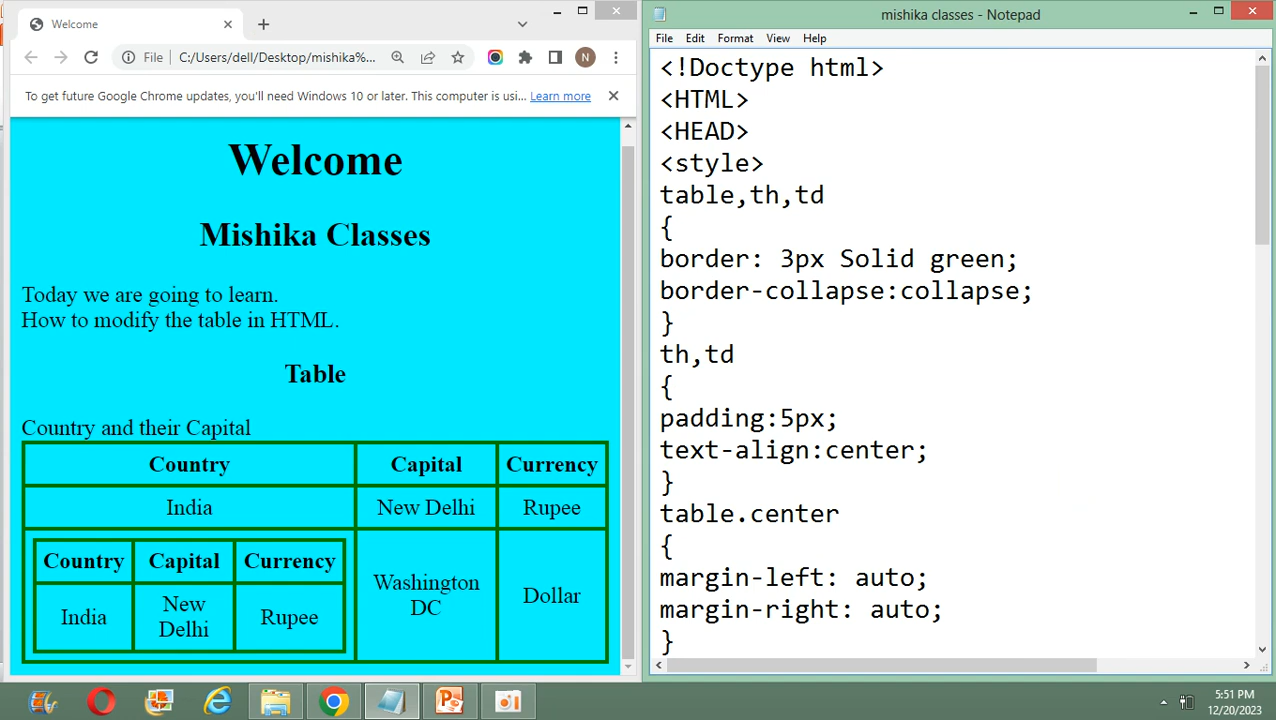 Welcome
File
C:/Users/dell/Desktop/mishika%...
N
To get future Google Chrome updates, you'll need Windows 10 or later. This computer is usi... Learn more
Welcome
Mishika Classes
Today we are going to learn.
How to modify the table in HTML.
Table
Country and their Capital
Country Capital Currency
India New Delhi Rupee
Country Capital Currency
India New Delhi Rupee
Washington DC
Dollar
mishika classes - Notepad
File Edit Format View Help
<!Doctype html>
<HTML>
<HEAD>
<style>
table,th,td
{
border: 3px Solid green;
border-collapse:collapse;
}
th,td
{
padding:5px;
text-align:center;
}
table.center
{
margin-left: auto;
margin-right: auto;
}
5:51 PM
12/20/2023